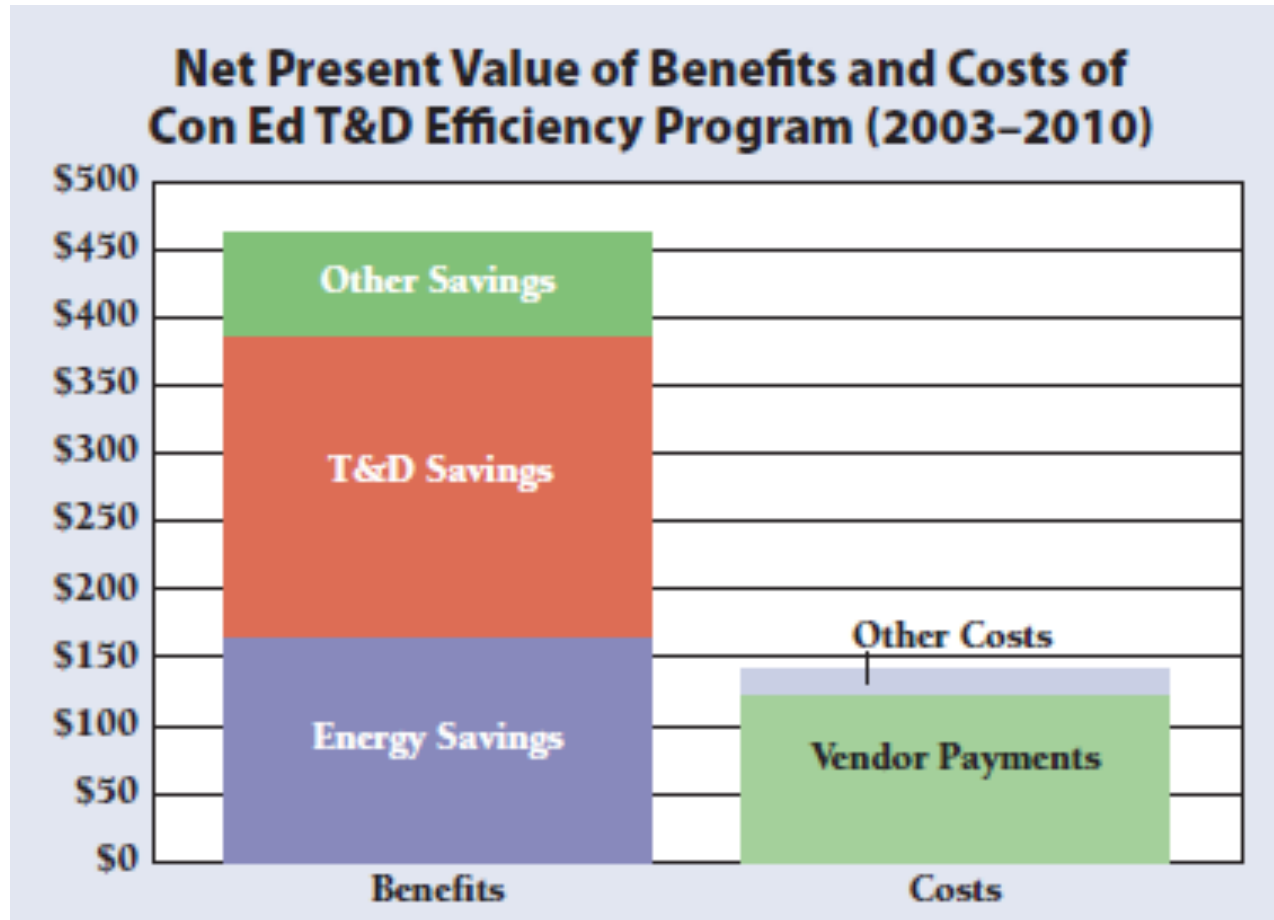 Net Present Value of Benefits and Costs of
Con Ed T&D Efficiency Program (2003–2010)
$500
$450
Other Savings
$400
$350
$300
T&D Savings
$250
$200
Other Costs
$150
Energy Savings
$100
Vendor Payments
$50
$0
Benefits
Costs